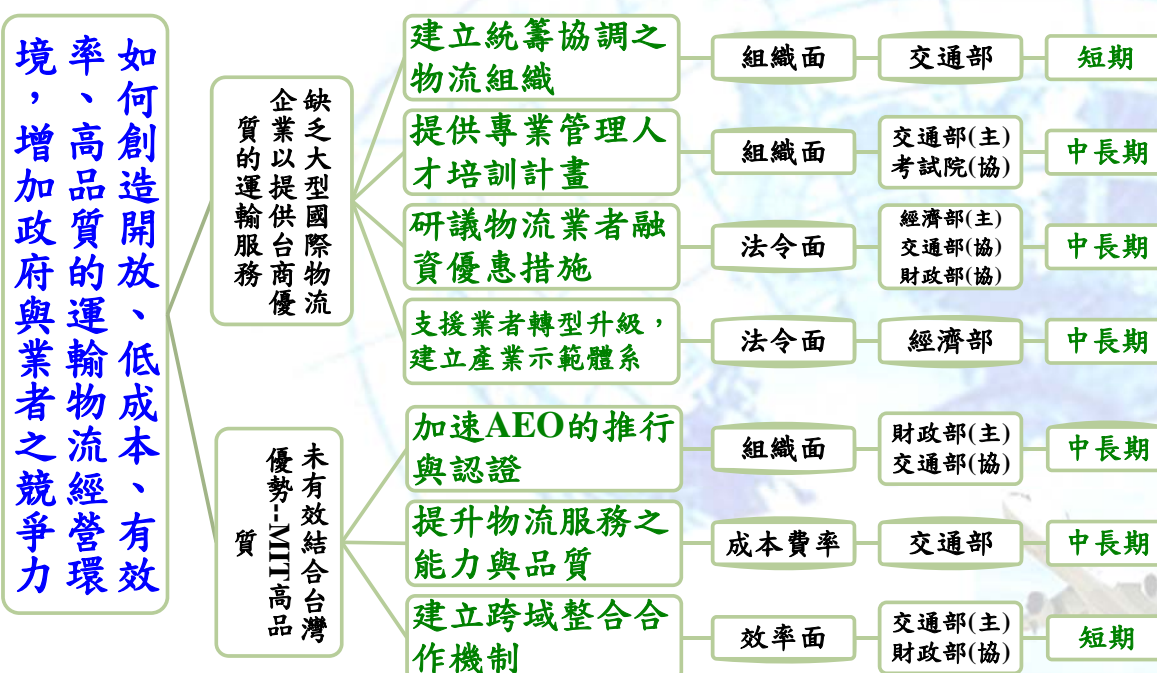 如何創造開放、低成本、有效
率、高品質的運輸物流經營環
境，增加政府與業者之競爭力
缺乏大型國際物流
企業以提供台商優
質的運輸服務
建立統籌協調之
物流組織
組織面
交通部
短期
提供專業管理人
才培訓計畫
組織面
交通部(主)
考試院(協)
中長期
研議物流業者融
資優惠措施
法令面
經濟部(主)
交通部(協)
財政部(協)
中長期
支援業者轉型升級，
建立產業示範體系
法令面
經濟部
中長期
未有效結合台灣
優勢--MIT高品
質
加速AEO的推行
與認證
組織面
財政部(主)
交通部(協)
中長期
提升物流服務之
能力與品質
成本費率
交通部
中長期
建立跨域整合合
作機制
效率面
交通部(主)
財政部(協)
短期